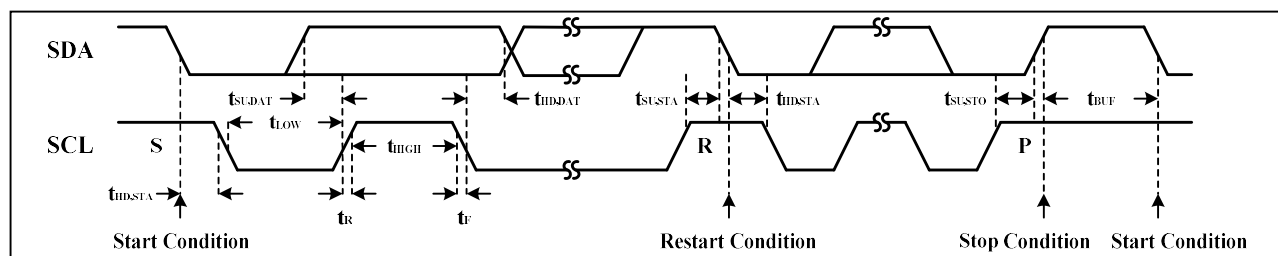 SDA
tSU:DAT
tHD:DAT
tSU:STA
tHD:STA
tSU:STO
tBUF
tLOW
SCL
S
tHIGH
R
P
tHD:STA
tR
tF
Start Condition
Restart Condition
Stop Condition
Start Condition